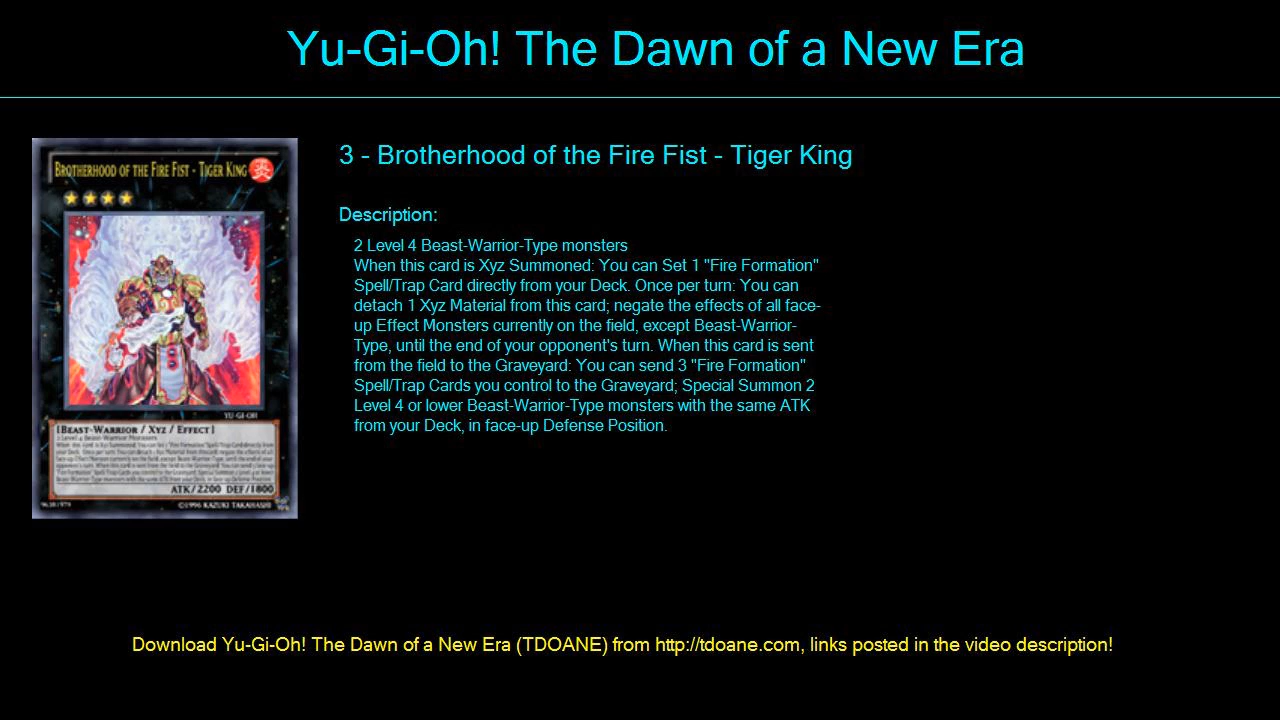 Yu-Gi-Oh! The Dawn of a New Era
BROTHERHOOD OF THE FIRE FIST - TIGER KING
炎
YU-GI-OH
[BEAST-WARRIOR / XYZ / EFFECT]
ATK/2200 DEF/1800
©1996 KAZUKI TAKAHASHI
3 - Brotherhood of the Fire Fist - Tiger King
Description:
2 Level 4 Beast-Warrior-Type monsters
When this card is Xyz Summoned: You can Set 1 "Fire Formation"
Spell/Trap Card directly from your Deck. Once per turn: You can
detach 1 Xyz Material from this card; negate the effects of all face-
up Effect Monsters currently on the field, except Beast-Warrior-
Type, until the end of your opponent's turn. When this card is sent
from the field to the Graveyard: You can send 3 "Fire Formation"
Spell/Trap Cards you control to the Graveyard; Special Summon 2
Level 4 or lower Beast-Warrior-Type monsters with the same ATK
from your Deck, in face-up Defense Position.
Download Yu-Gi-Oh! The Dawn of a New Era (TDOANE) from http://tdoane.com, links posted in the video description!